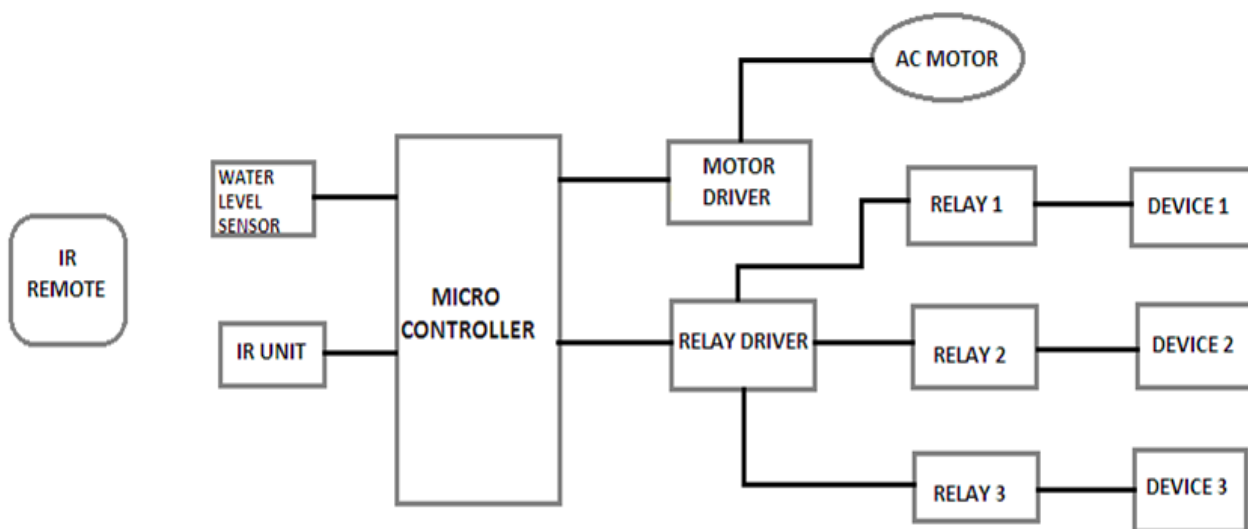 AC MOTOR
WATER
LEVEL
SENSOR
MOTOR
DRIVER
RELAY 1
DEVICE 1
IR
REMOTE
MICRO
CONTROLLER
IR UNIT
RELAY DRIVER
RELAY 2
DEVICE 2
RELAY 3
DEVICE 3